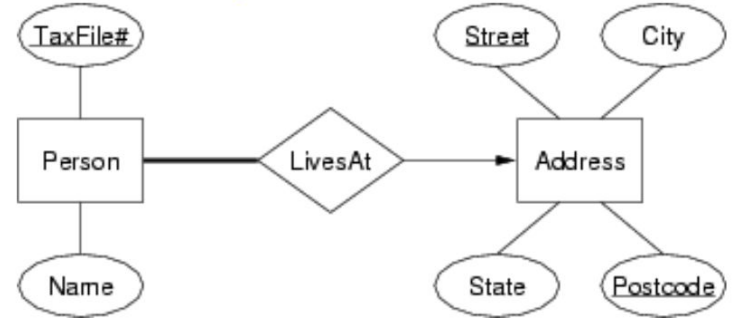 TaxFile#
Street
City
Person
LivesAt
Address
Name
State
Postcode